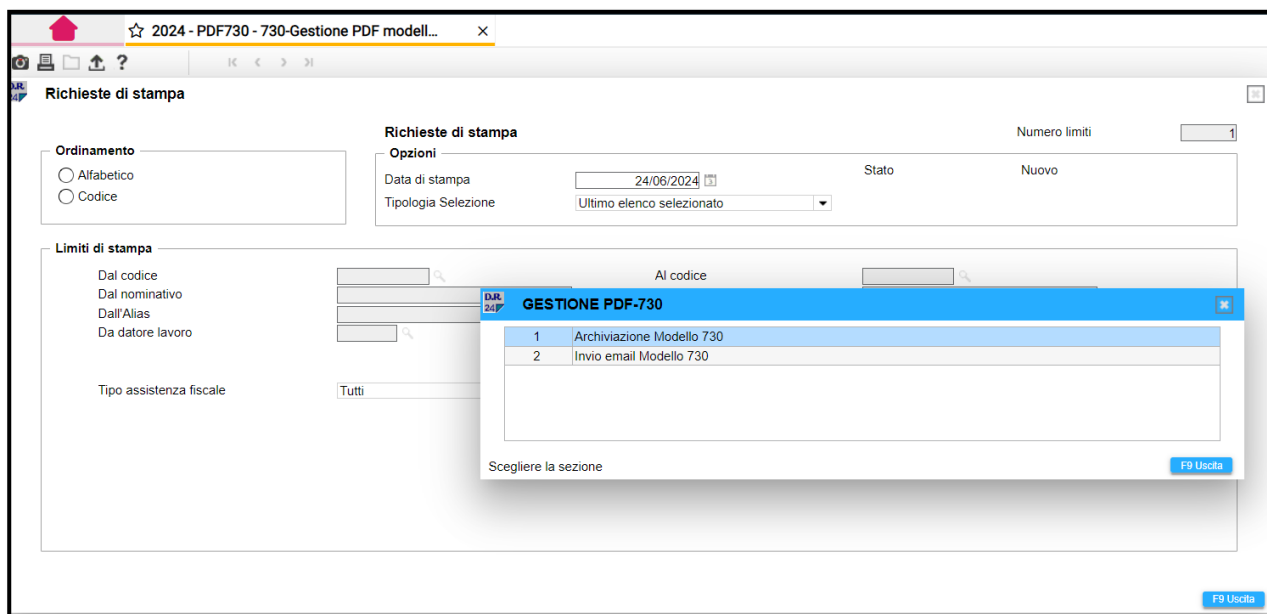 2024 - PDF730 - 730-Gestione PDF modell...
?
D.R.
24
Richieste di stampa
Richieste di stampa
Numero limiti 1
Ordinamento
Alfabetico
Codice
Opzioni
Data di stampa 24/06/2024
Stato Nuovo
Tipologia Selezione Ultimo elenco selezionato
Limiti di stampa
Dal codice Al codice
Dal nominativo
Dall'Alias
Da datore lavoro
Tipo assistenza fiscale Tutti
D.R.
24
GESTIONE PDF-730
1 Archiviazione Modello 730
2 Invio email Modello 730
Scegliere la sezione
F9 Uscita
F9 Uscita